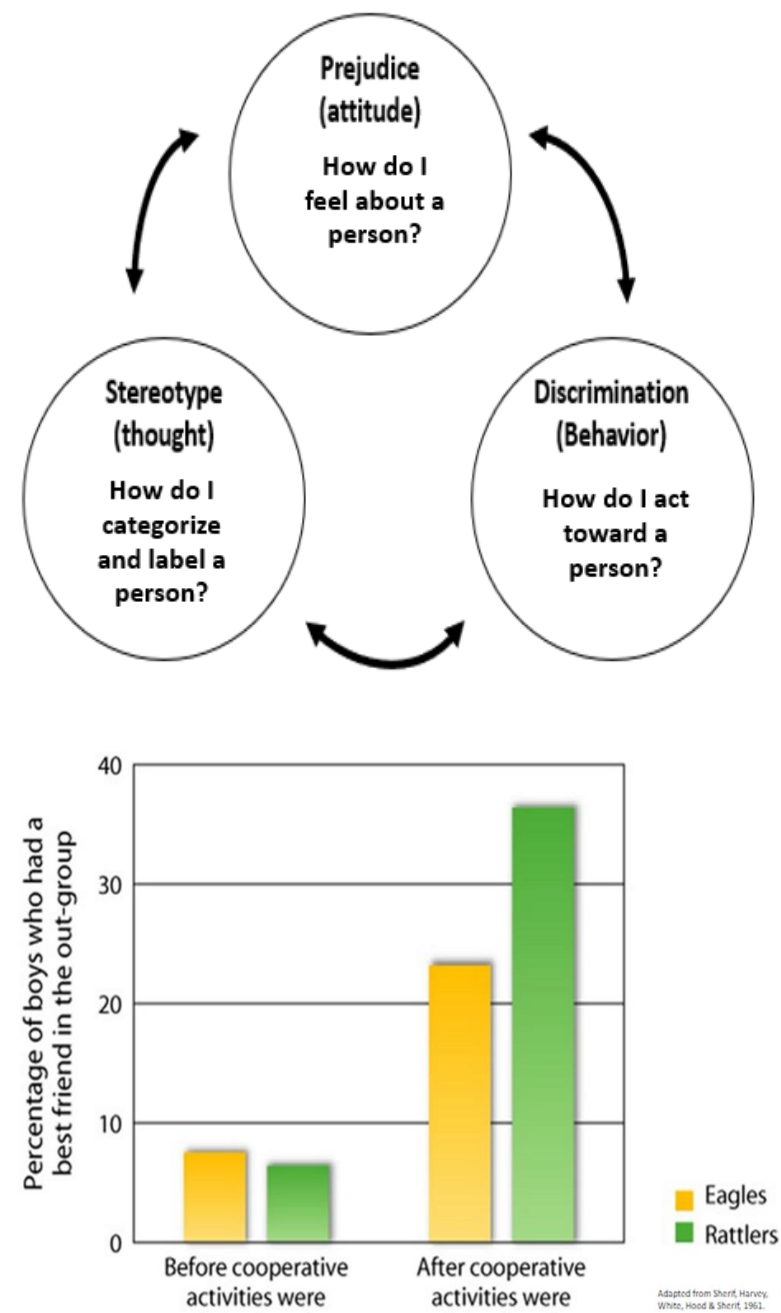 Prejudice
(attitude)
How do I
feel about a
person?
Stereotype
(thought)
How do I
categorize
and label a
person?
Discrimination
(Behavior)
How do I act
toward a
person?
Percentage of boys who had a
best friend in the out-group
40
30
20
10
0
Before cooperative
activities were
After cooperative
activities were
Eagles
Rattlers
Adapted from Sherif, Harvey,
White, Hood & Sherif, 1961.